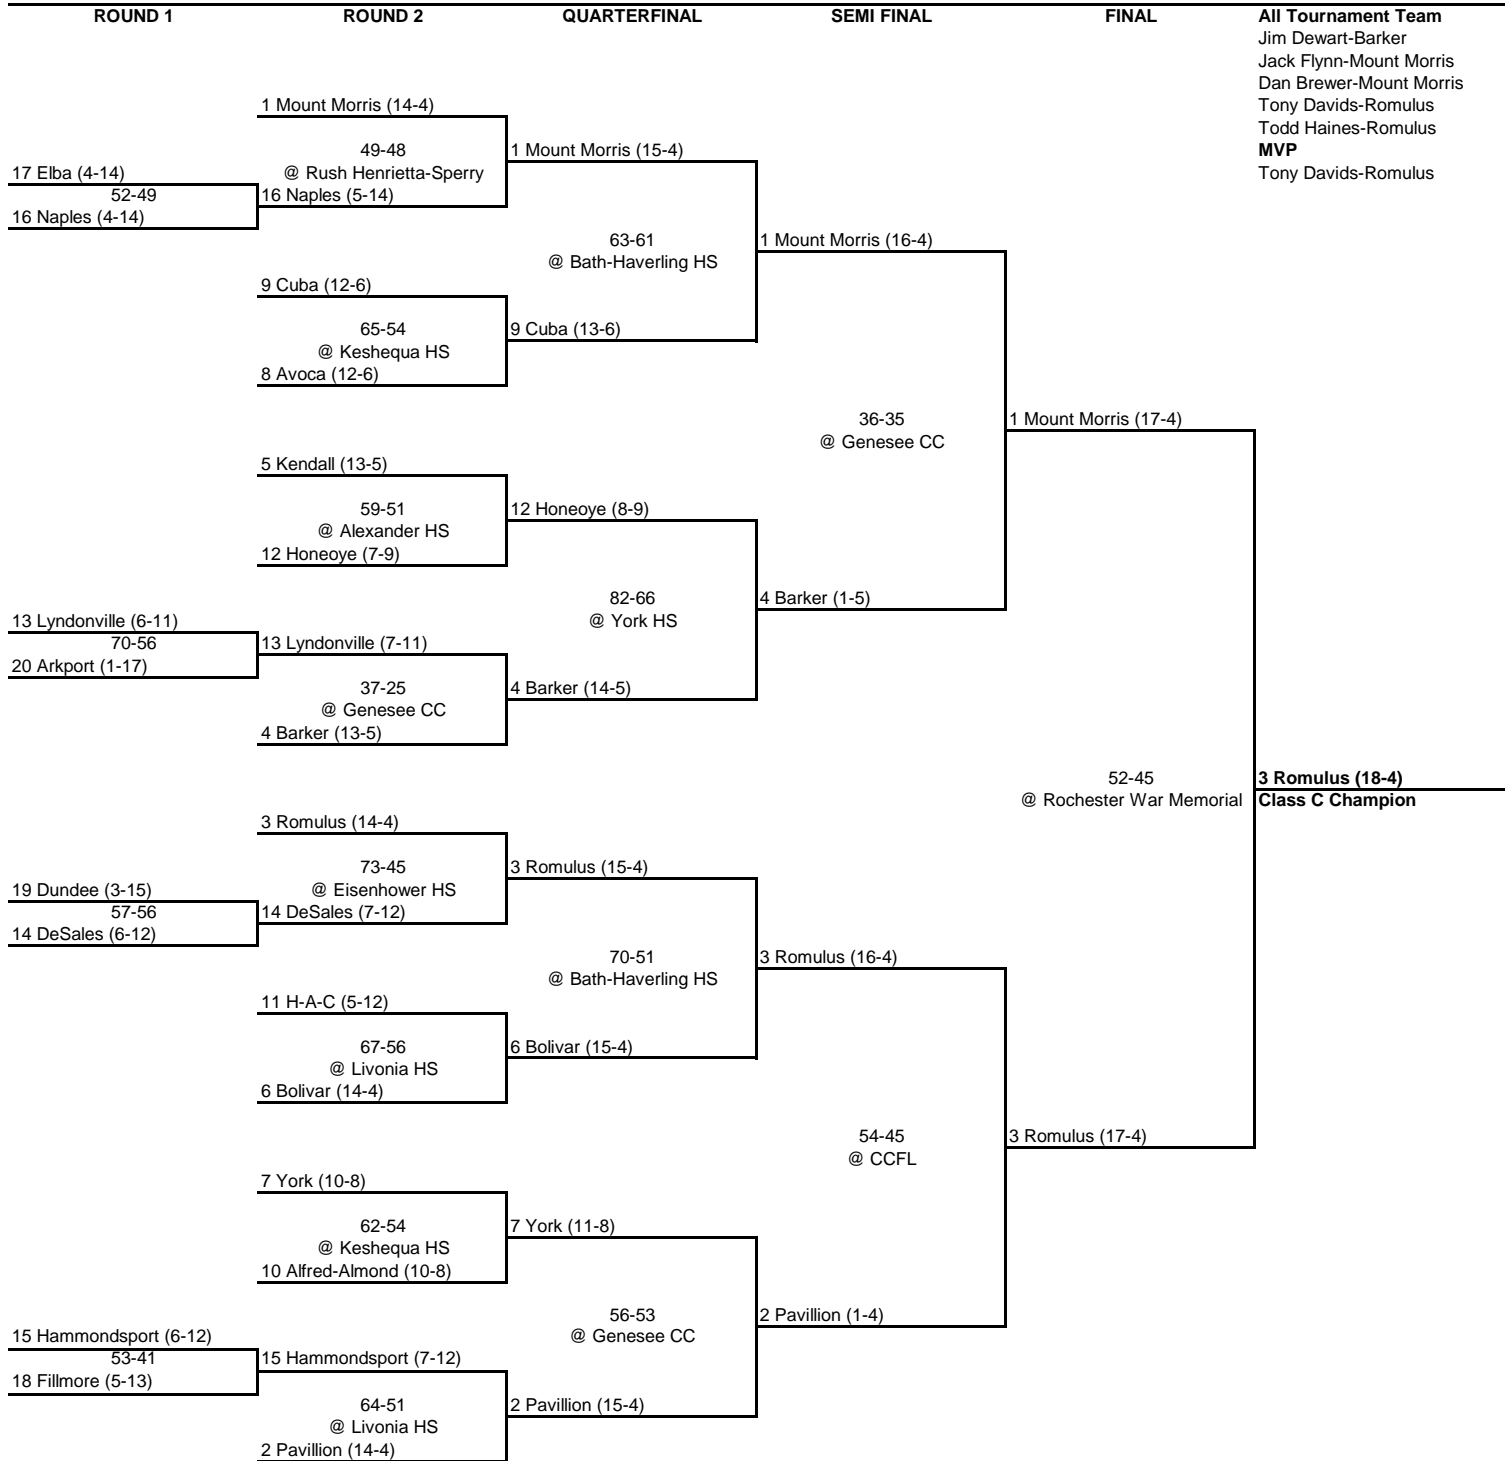 ROUND 1 ROUND 2 QUARTERFINAL SEMI FINAL FINAL All Tournament Team
Jim Dewart-Barker
Jack Flynn-Mount Morris
Dan Brewer-Mount Morris
1 Mount Morris (14-4) Tony Davids-Romulus
Todd Haines-Romulus
49-48 1 Mount Morris (15-4) MVP
17 Elba (4-14) @ Rush Henrietta-Sperry Tony Davids-Romulus
52-49 16 Naples (5-14)
16 Naples (4-14)
63-61 1 Mount Morris (16-4)
@ Bath-Haverling HS
9 Cuba (12-6)
65-54 9 Cuba (13-6)
@ Keshequa HS
8 Avoca (12-6)
36-35 1 Mount Morris (17-4)
@ Genesee CC
5 Kendall (13-5)
59-51 12 Honeoye (8-9)
@ Alexander HS
12 Honeoye (7-9)
82-66 4 Barker (1-5)
13 Lyndonville (6-11) @ York HS
70-56 13 Lyndonville (7-11)
20 Arkport (1-17)
37-25 4 Barker (14-5)
@ Genesee CC
4 Barker (13-5)
52-45 3 Romulus (18-4)
@ Rochester War Memorial Class C Champion
3 Romulus (14-4)
73-45 3 Romulus (15-4)
19 Dundee (3-15) @ Eisenhower HS
57-56 14 DeSales (7-12)
14 DeSales (6-12)
70-51 3 Romulus (16-4)
@ Bath-Haverling HS
11 H-A-C (5-12)
67-56 6 Bolivar (15-4)
@ Livonia HS
6 Bolivar (14-4)
54-45 3 Romulus (17-4)
@ CCFL
7 York (10-8)
62-54 7 York (11-8)
@ Keshequa HS
10 Alfred-Almond (10-8)
56-53 2 Pavillion (1-4)
15 Hammondsport (6-12) @ Genesee CC
53-41 15 Hammondsport (7-12)
18 Fillmore (5-13)
64-51 2 Pavillion (15-4)
@ Livonia HS
2 Pavillion (14-4)